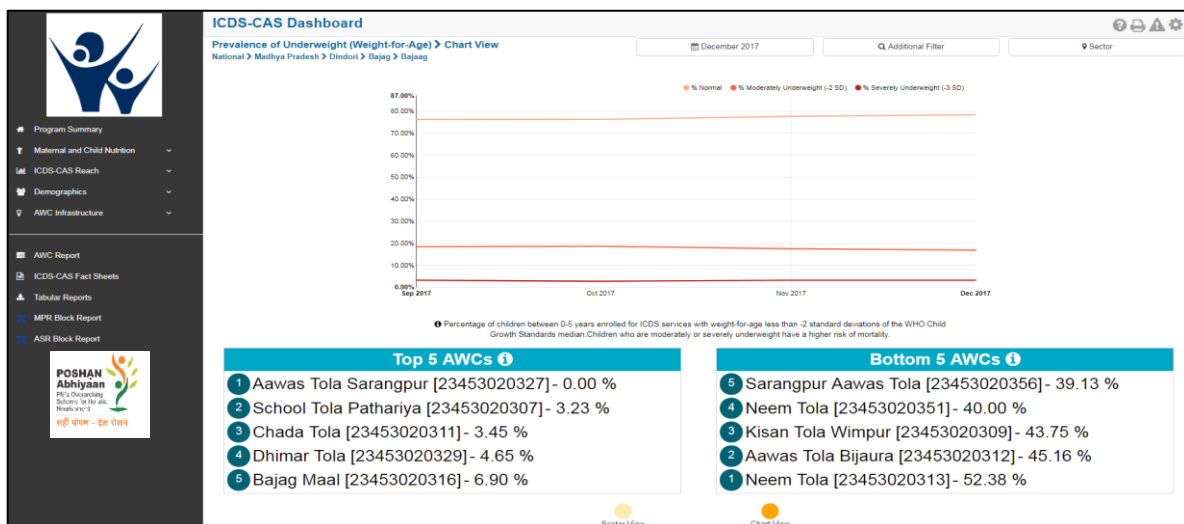 ICDS-CAS Dashboard
Prevalence of Underweight (Weight-for-Age) > Chart View
National > Madhya Pradesh > Dindori > Bajag > Bajaag
December 2017
Additional Filter
Sector
Program Summary
Maternal and Child Nutrition
ICDS-CAS Reach
Demographics
AWC Infrastructure
AWC Report
ICDS-CAS Fact Sheets
Tabular Reports
MPR Block Report
ASR Block Report
POSHAN
Abhiyaan
PM's Overarching
सही पोषण - देश रोशन
% Normal % Moderately Underweight (-2 SD) % Severely Underweight (-3 SD)
87.00%
80.00%
70.00%
60.00%
50.00%
40.00%
30.00%
20.00%
10.00%
0.00%
Sep 2017 Oct 2017 Nov 2017 Dec 2017
Percentage of children between 0-5 years enrolled for ICDS services with weight-for-age less than -2 standard deviations of the WHO Child
Growth Standards median.Children who are moderately or severely underweight have a higher risk of mortality.
Top 5 AWCs
1 Aawas Tola Sarangpur [23453020327] - 0.00 %
2 School Tola Pathariya [23453020307] - 3.23 %
3 Chada Tola [23453020311] - 3.45 %
4 Dhimar Tola [23453020329] - 4.65 %
5 Bajag Maal [23453020316] - 6.90 %
Bottom 5 AWCs
5 Sarangpur Aawas Tola [23453020356] - 39.13 %
4 Neem Tola [23453020351] - 40.00 %
3 Kisan Tola Wimpur [23453020309] - 43.75 %
2 Aawas Tola Bijaura [23453020312] - 45.16 %
1 Neem Tola [23453020313] - 52.38 %
Sector View
Chart View